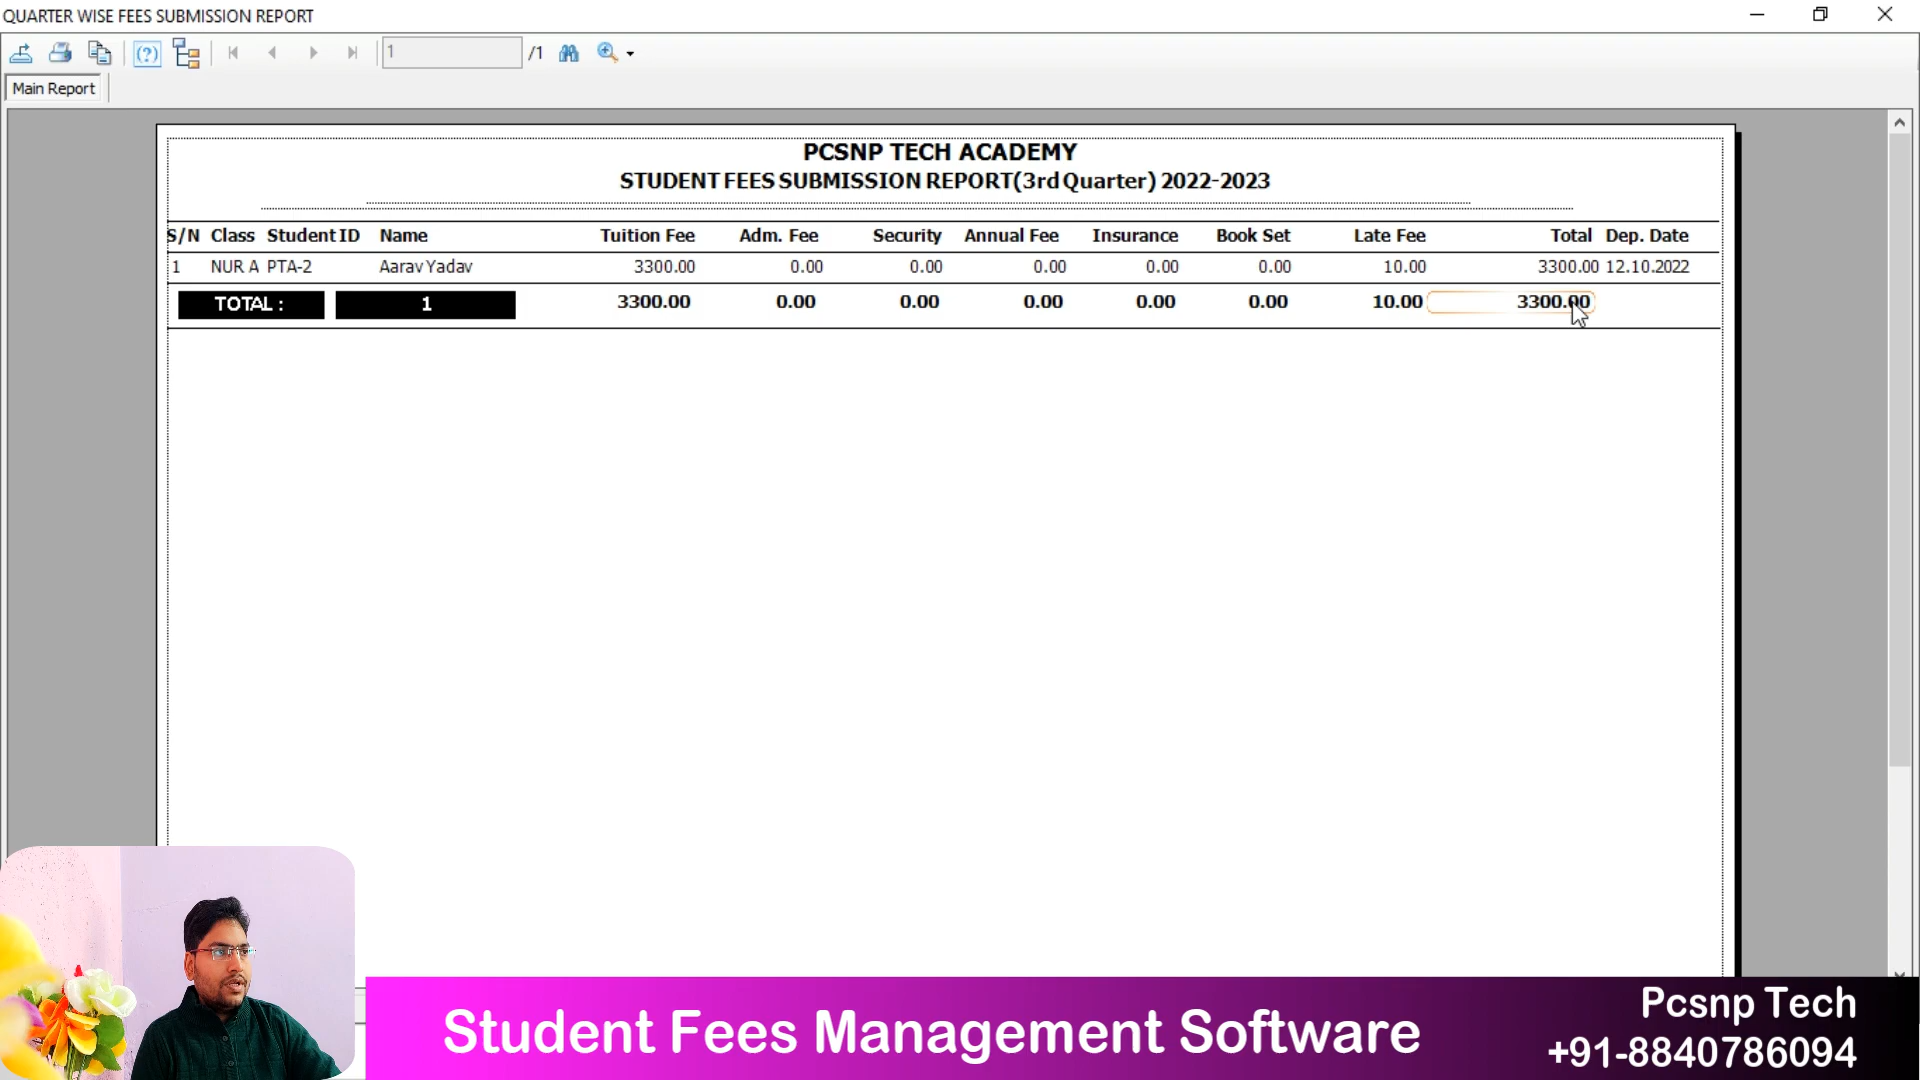 QUARTER WISE FEES SUBMISSION REPORT
1 /1
Main Report
PCSNP TECH ACADEMY
STUDENT FEES SUBMISSION REPORT(3rd Quarter) 2022-2023
S/N Class Student ID Name Tuition Fee Adm. Fee Security Annual Fee Insurance Book Set Late Fee Total Dep. Date
1 NUR A PTA-2 Aarav Yadav 3300.00 0.00 0.00 0.00 0.00 0.00 10.00 3300.00 12.10.2022
TOTAL : 1 3300.00 0.00 0.00 0.00 0.00 0.00 10.00 3300.00
Student Fees Management Software
Pcsnp Tech
+91-8840786094